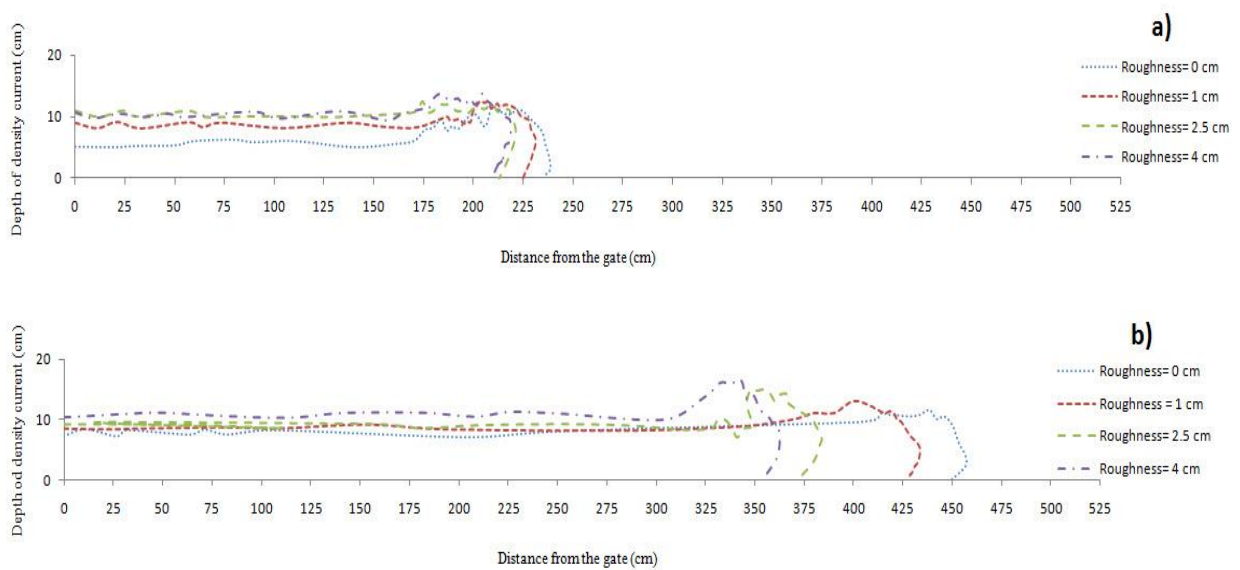 a)
Depth of density current (cm)
20
10
0
0 25 50 75 100 125 150 175 200 225 250 275 300 325 350 375 400 425 450 475 500 525
Distance from the gate (cm)
Roughness= 0 cm
Roughness= 1 cm
Roughness= 2.5 cm
Roughness= 4 cm
b)
Depth od density current (cm)
20
10
0
0 25 50 75 100 125 150 175 200 225 250 275 300 325 350 375 400 425 450 475 500 525
Distance from the gate (cm)
Roughness= 0 cm
Roughness = 1 cm
Roughness= 2.5 cm
Roughness= 4 cm